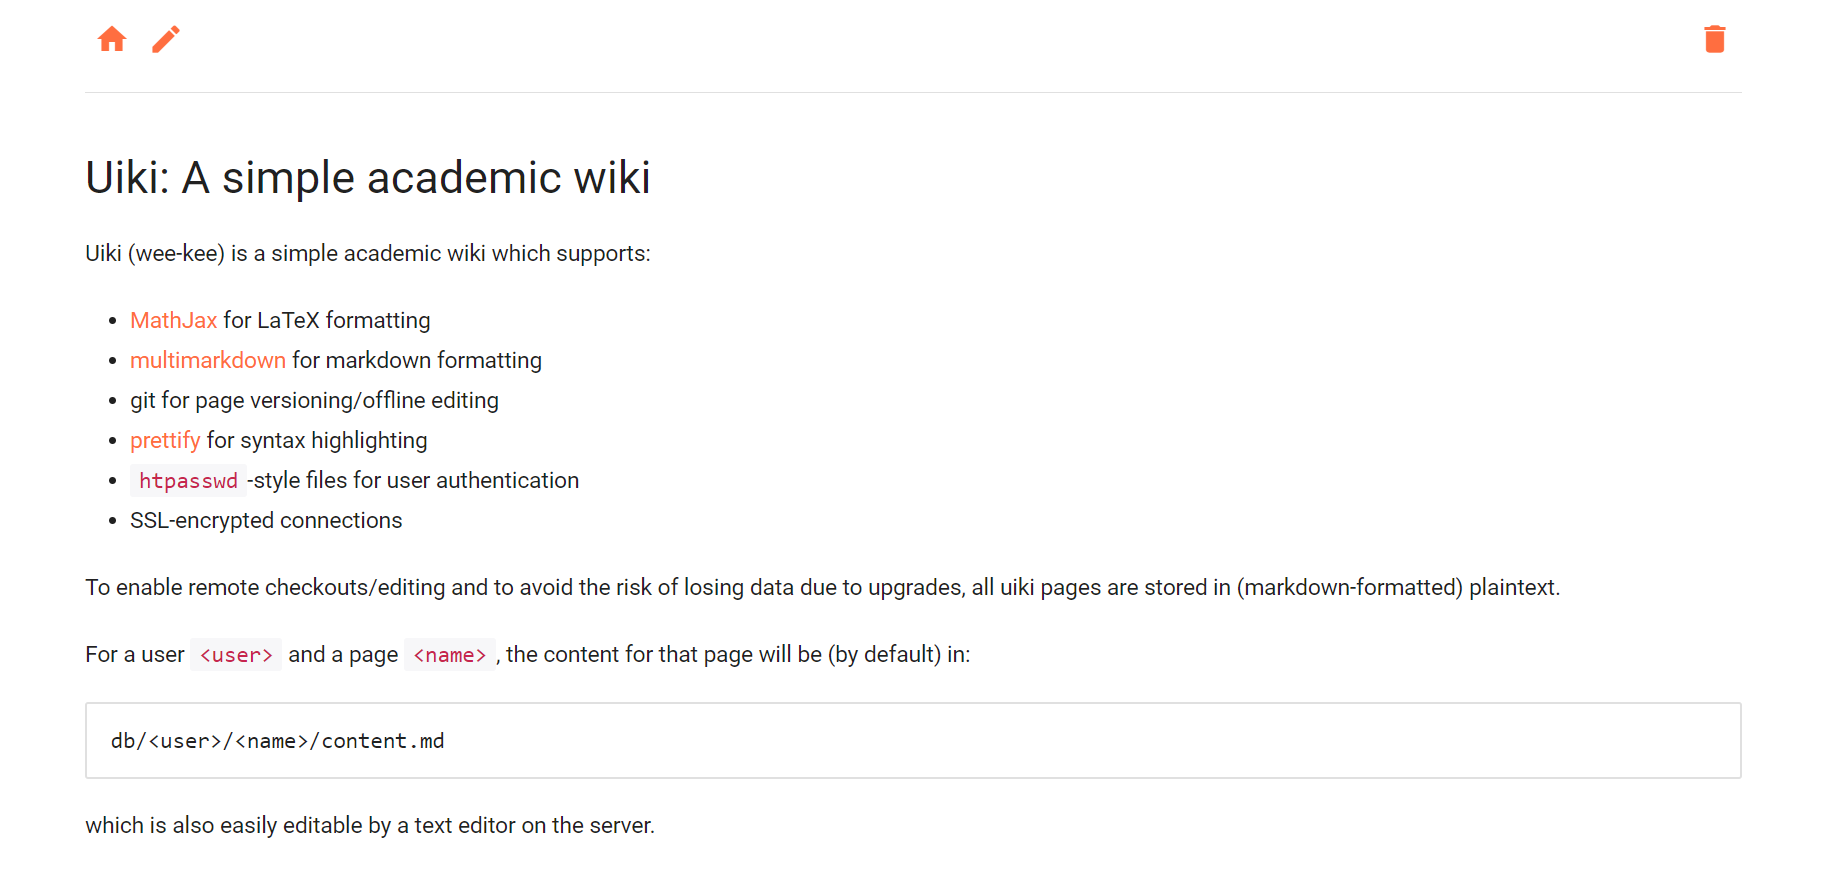 Uiki: A simple academic wiki
Uiki (wee-kee) is a simple academic wiki which supports:
• MathJax for LaTeX formatting
• multimarkdown for markdown formatting
• git for page versioning/offline editing
• prettify for syntax highlighting
• htpasswd -style files for user authentication
• SSL-encrypted connections
To enable remote checkouts/editing and to avoid the risk of losing data due to upgrades, all uiki pages are stored in (markdown-formatted) plaintext.
For a user <user> and a page <name> , the content for that page will be (by default) in:
db/<user>/<name>/content.md
which is also easily editable by a text editor on the server.